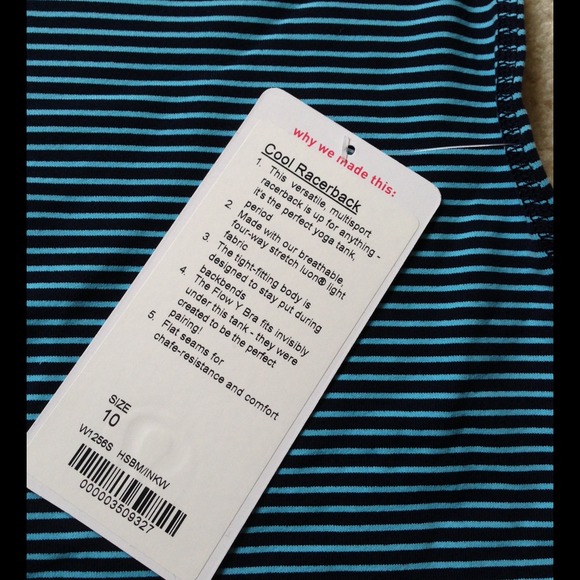 why we made this:
Cool Racerback
1. This versatile, multisport
racerback is up for anything -
it's the perfect yoga tank,
period
2 Made with our breathable,
four-way stretch luon® light
fabric
3. The tight-fitting body is
designed to stay put during
backbends
4. The Flow Y Bra fits invisibly
under this tank - they were
created to be the perfect
pairing!
5. Flat seams for
chafe-resistance and comfort
SIZE
10
W1256S HSBM/INKW
000003509327